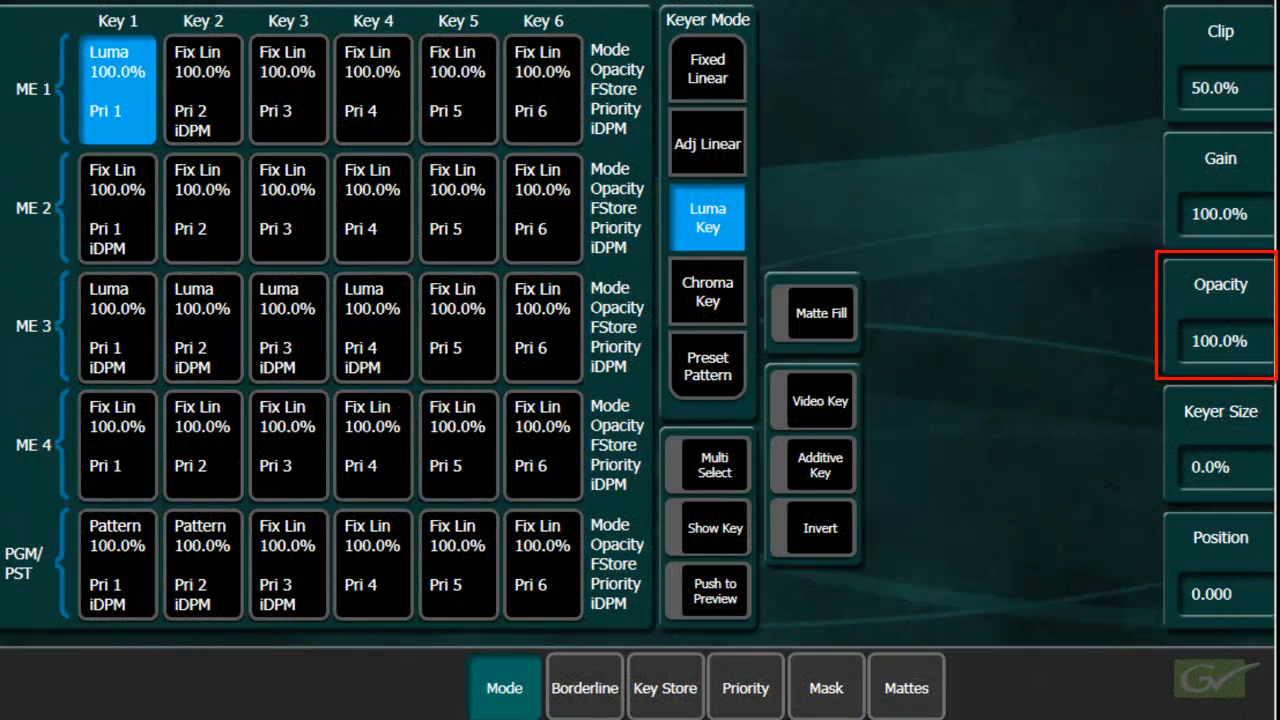 Key 1 Key 2 Key 3 Key 4 Key 5 Key 6
ME 1
Luma Fix Lin Fix Lin Fix Lin Fix Lin Fix Lin Mode
100.0% 100.0% 100.0% 100.0% 100.0% 100.0% Opacity
FStore
Pri 1 Pri 2 Pri 3 Pri 4 Pri 5 Pri 6 Priority
iDPM iDPM
ME 2
Fix Lin Fix Lin Fix Lin Fix Lin Fix Lin Fix Lin Mode
100.0% 100.0% 100.0% 100.0% 100.0% 100.0% Opacity
FStore
Pri 1 Pri 2 Pri 3 Pri 4 Pri 5 Pri 6 Priority
iDPM iDPM
ME 3
Luma Luma Luma Luma Fix Lin Fix Lin Mode
100.0% 100.0% 100.0% 100.0% 100.0% 100.0% Opacity
FStore
Pri 1 Pri 2 Pri 3 Pri 4 Pri 5 Pri 6 Priority
iDPM iDPM iDPM iDPM iDPM
ME 4
Fix Lin Fix Lin Fix Lin Fix Lin Fix Lin Fix Lin Mode
100.0% 100.0% 100.0% 100.0% 100.0% 100.0% Opacity
FStore
Pri 1 Pri 2 Pri 3 Pri 4 Pri 5 Pri 6 Priority
iDPM
PGM/
PST
Pattern Pattern Fix Lin Fix Lin Fix Lin Fix Lin Mode
100.0% 100.0% 100.0% 100.0% 100.0% 100.0% Opacity
FStore
Pri 1 Pri 2 Pri 3 Pri 4 Pri 5 Pri 6 Priority
iDPM iDPM iDPM iDPM
Keyer Mode
Fixed
Linear
Adj Linear
Luma
Key
Chroma
Key
Preset
Pattern
Multi
Select
Show Key
Push to
Preview
Matte Fill
Video Key
Additive
Key
Invert
Clip
50.0%
Gain
100.0%
Opacity
100.0%
Keyer Size
0.0%
Position
0.000
Mode Borderline Key Store Priority Mask Mattes
GV